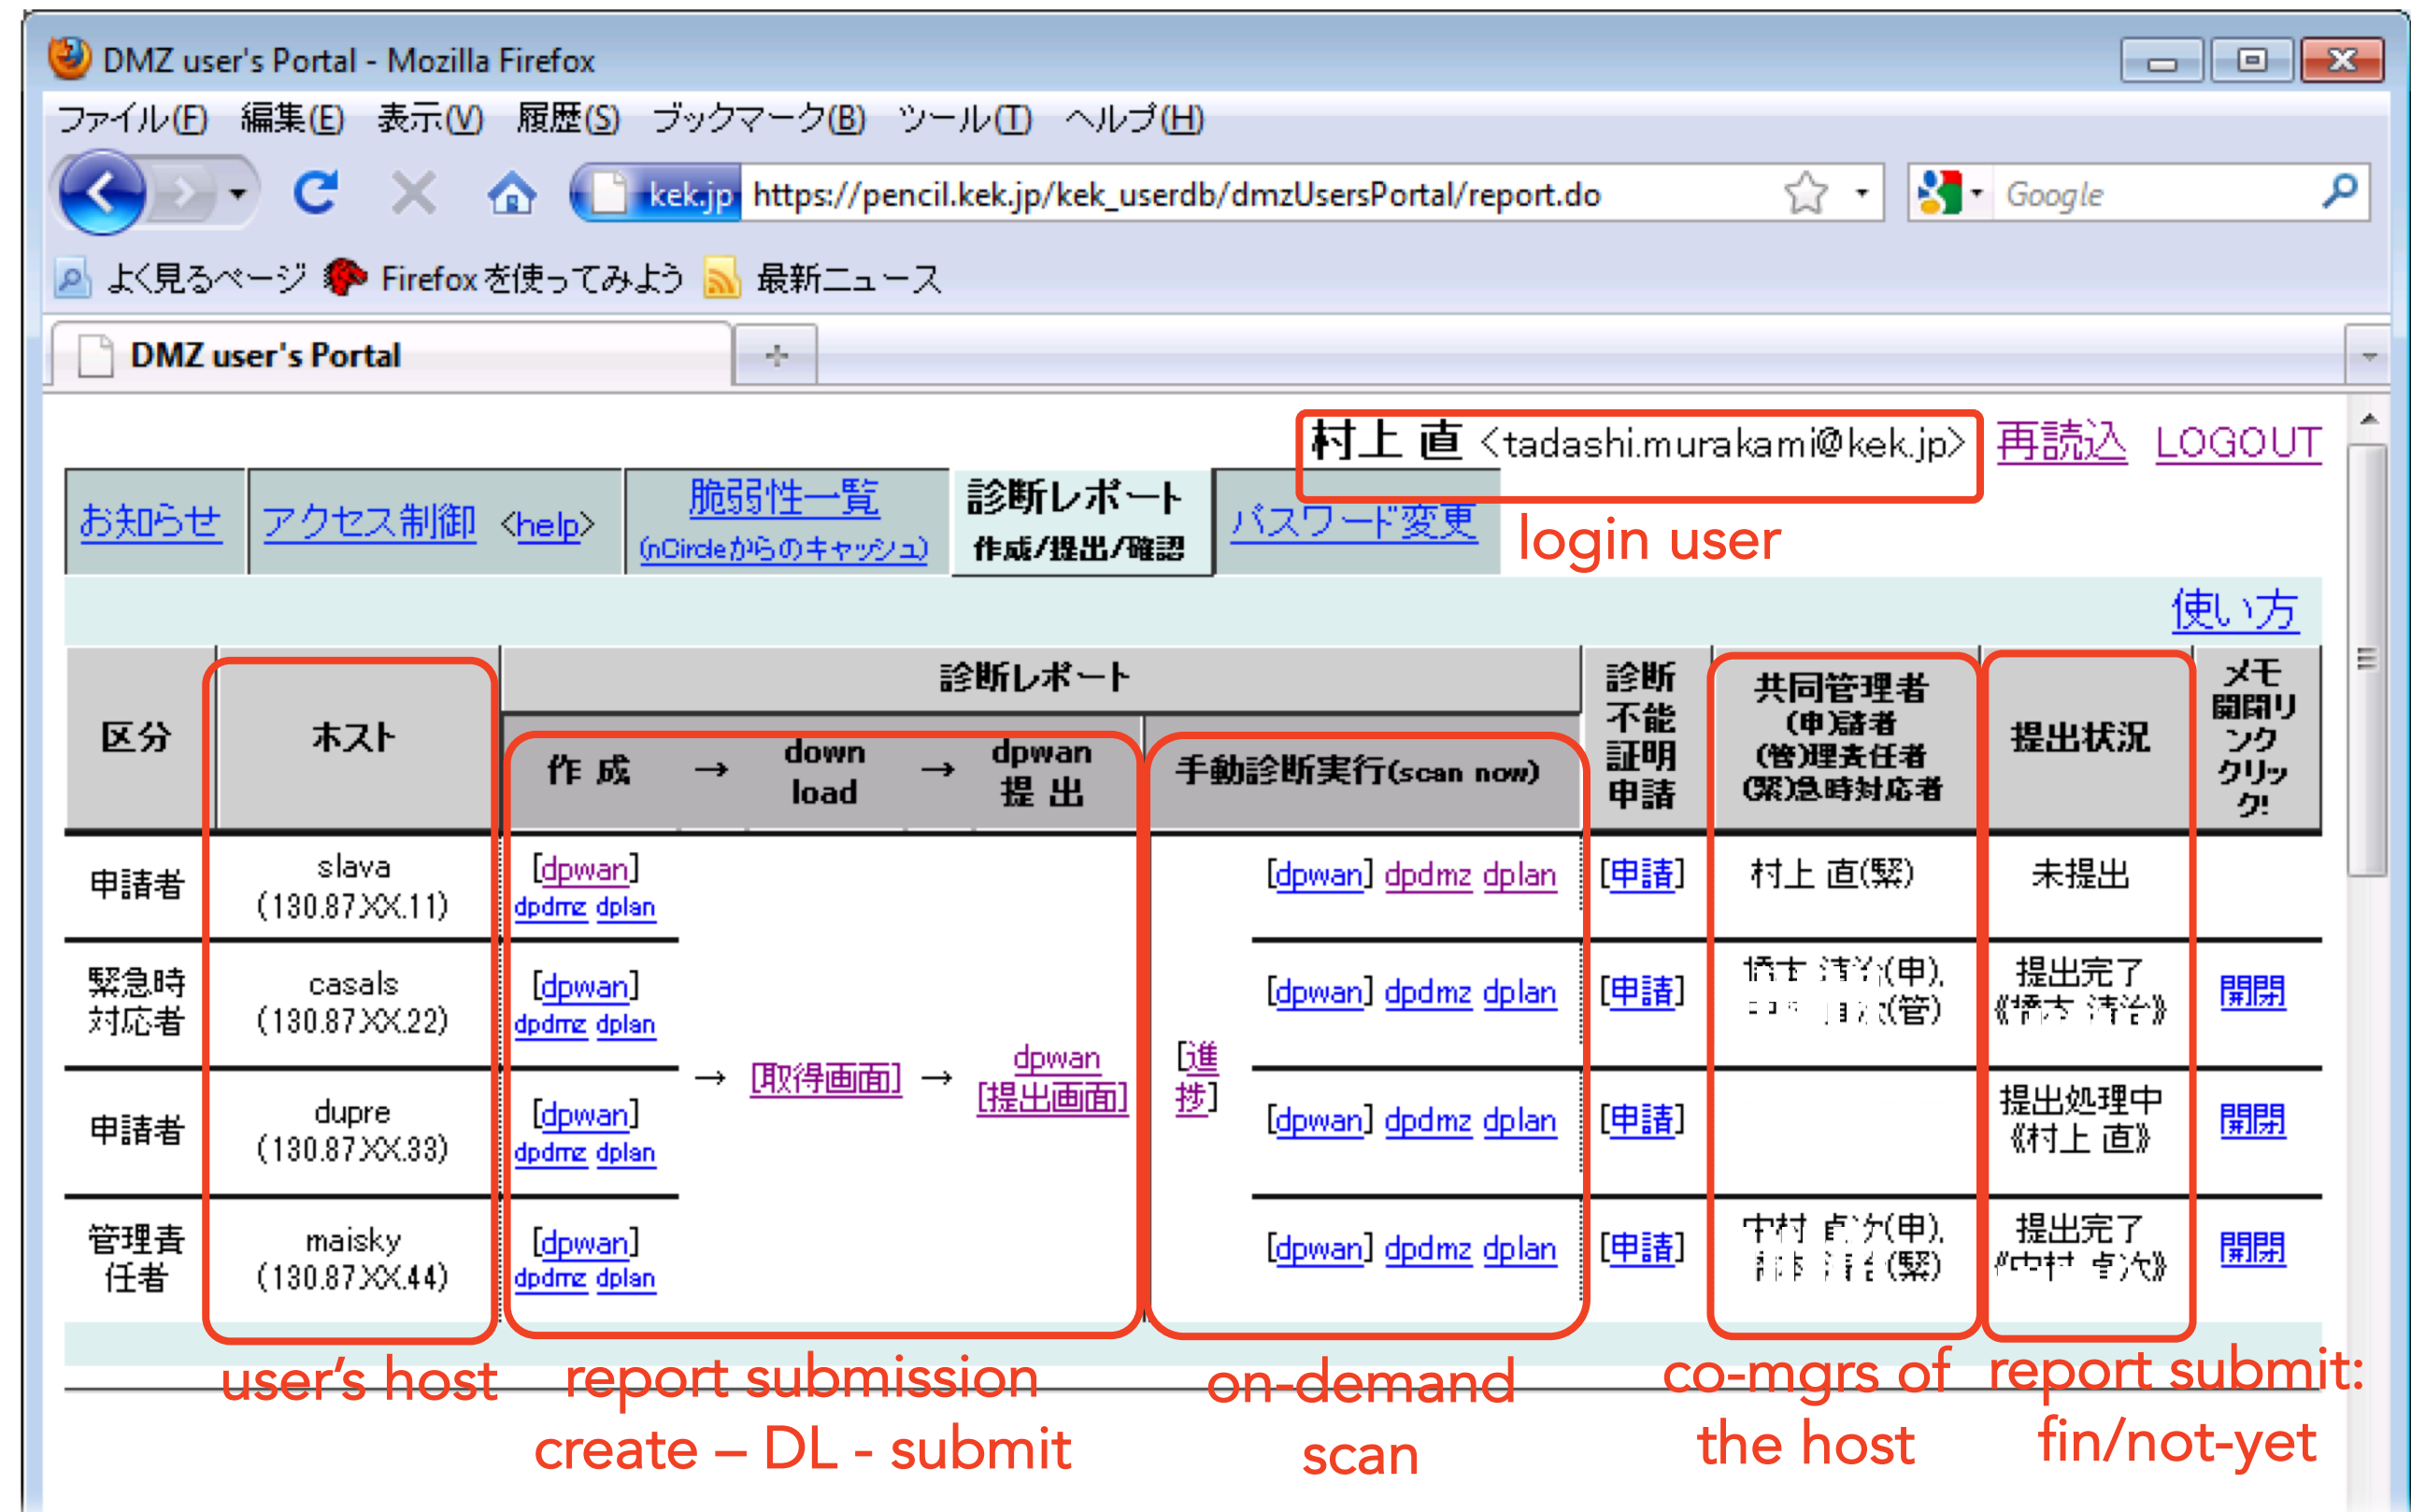 DMZ user's Portal - Mozilla Firefox
ファイル(F) 編集(E) 表示(V) 履歴(S) ブックマーク(B) ツール(T) ヘルプ(H)
kek.jp https://pencil.kek.jp/kek_userdb/dmzUsersPortal/report.do Google
よく見るページ Firefoxを使ってみよう 最新ニュース
DMZ user's Portal
村上 直 <tadashi.murakami@kek.jp> 再読込 LOGOUT
お知らせ アクセス制御 <help> 脆弱性一覧 診断レポート パスワード変更
(nCircleからのキャッシュ) 作成/提出/確認
login user
使い方
区分 ホスト 診断レポート
作 成 → down load → dpwan 提 出 手動診断実行(scan now)
診断
不能
証明
申請
共同管理者
(申)請者
(管)理責任者
(緊)急時対応者
提出状況
メモ
開閉リ
ンク
クリッ
ク!
申請者 slava [dpwan] [dpwan] dpdmz dplan [申請] 村上 直(緊) 未提出
(130.87.XX.11) dpdmz dplan
緊急時 casals [dpwan] [dpwan] dpdmz dplan [申請] (申), 提出完了 開閉
対応者 (130.87.XX.22) dpdmz dplan (管)
→ [取得画面] → dpwan [進
[提出画面] 捗]
申請者 dupre [dpwan] [dpwan] dpdmz dplan [申請] 提出処理中 開閉
(130.87.XX.33) dpdmz dplan 《村上 直》
管理責 maisky [dpwan] [dpwan] dpdmz dplan [申請] (申), 提出完了 開閉
任者 (130.87.XX.44) dpdmz dplan (緊)
user's host
report submission
create – DL - submit
on-demand
scan
co-mgrs of
the host
report submit:
fin/not-yet